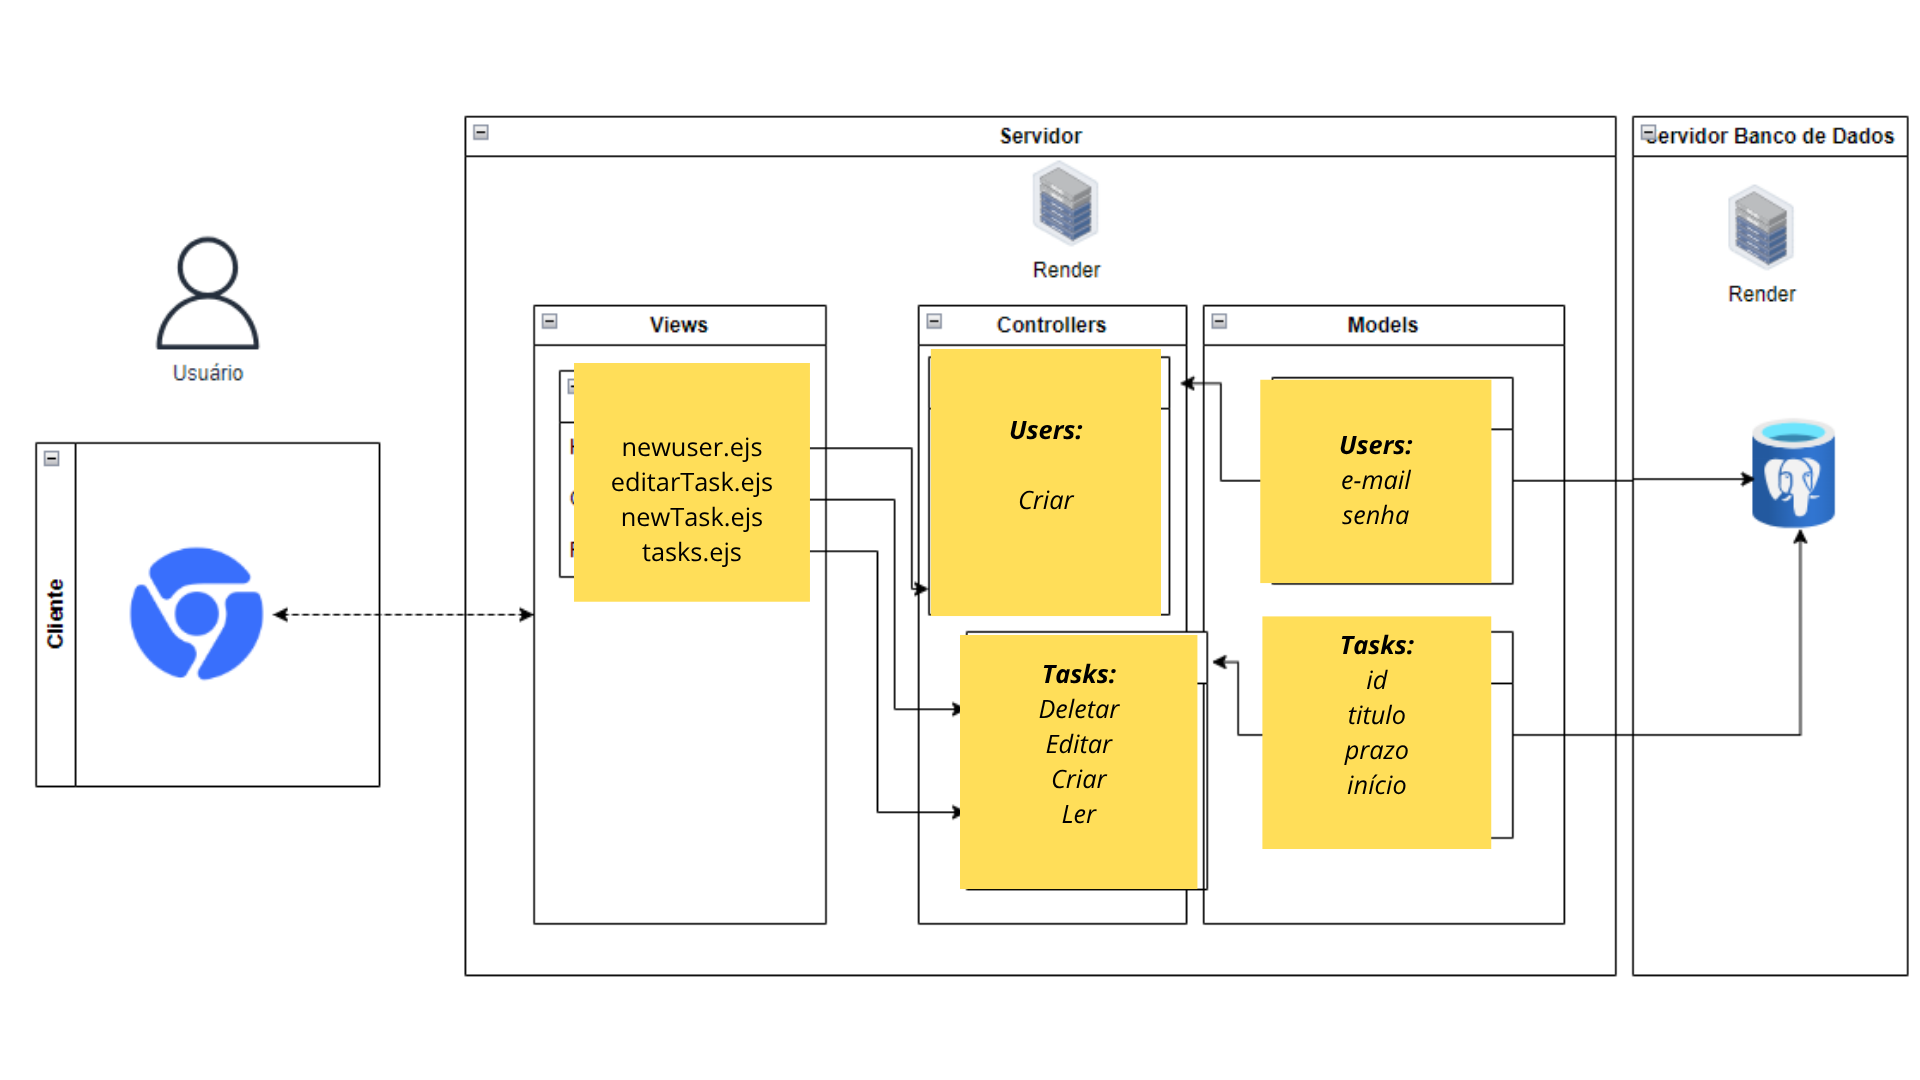 Servidor
Render
Servidor Banco de Dados
Render
Usuário
Cliente
Views
newuser.ejs
editarTask.ejs
newTask.ejs
tasks.ejs
Controllers
Users:
Criar
Tasks:
Deletar
Editar
Criar
Ler
Models
Users:
e-mail
senha
Tasks:
id
titulo
prazo
início